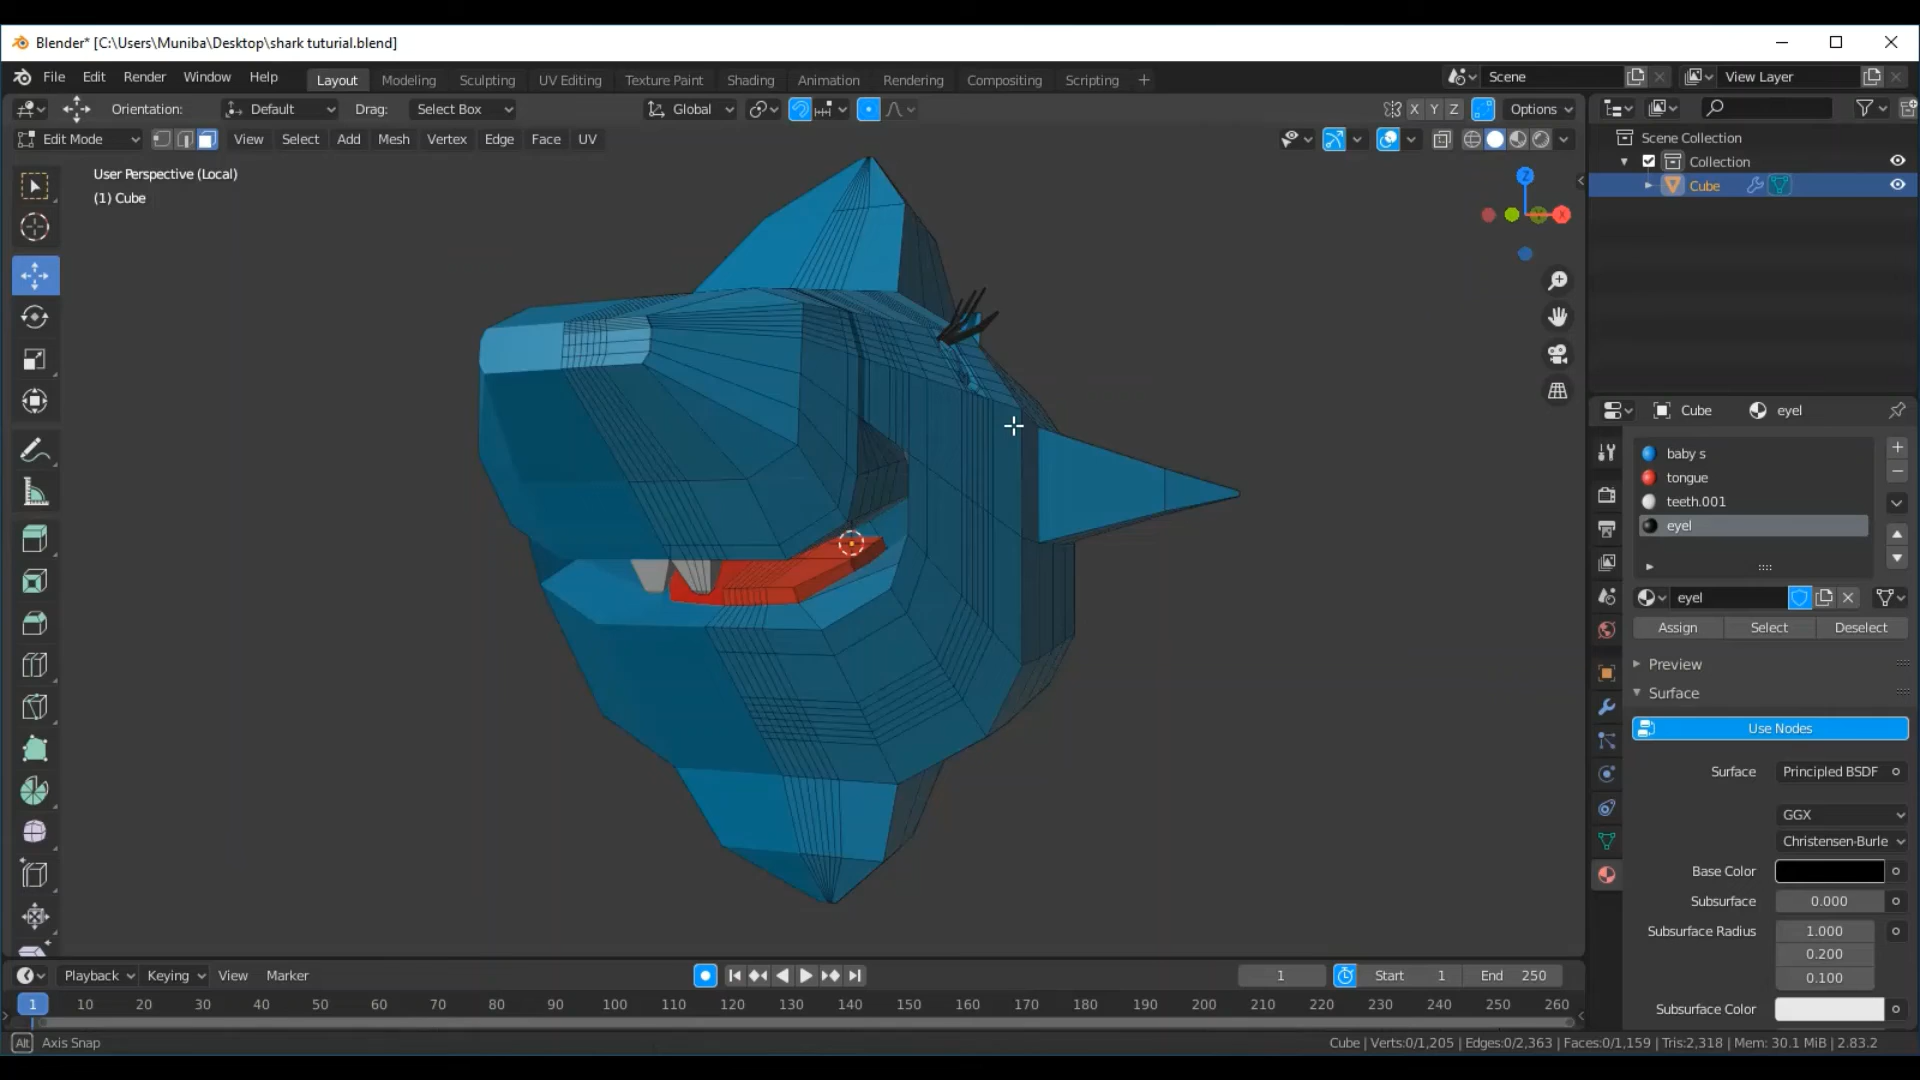 Blender* [C:\Users\Muniba\Desktop\shark tuturial.blend]
File Edit Render Window Help Layout Modeling Sculpting UV Editing Texture Paint Shading Animation Rendering Compositing Scripting + Scene View Layer
Orientation: Default Drag: Select Box Global X Y Z Options
Edit Mode View Select Add Mesh Vertex Edge Face UV
Scene Collection
Collection
Cube
User Perspective (Local)
(1) Cube
Z
X
Cube eyel
baby s
tongue
teeth.001
eyel
eyel
Assign Select Deselect
Preview
Surface
Use Nodes
Surface Principled BSDF
GGX
Christensen-Burle
Base Color
Subsurface 0.000
Subsurface Radius 1.000
0.200
0.100
Subsurface Color
Playback Keying View Marker 1 Start 1 End 250
1 10 20 30 40 50 60 70 80 90 100 110 120 130 140 150 160 170 180 190 200 210 220 230 240 250 260
Alt Axis Snap
Cube | Verts:0/1,205 | Edges:0/2,363 | Faces:0/1,159 | Tris:2,318 | Mem: 30.1 MiB | 2.83.2